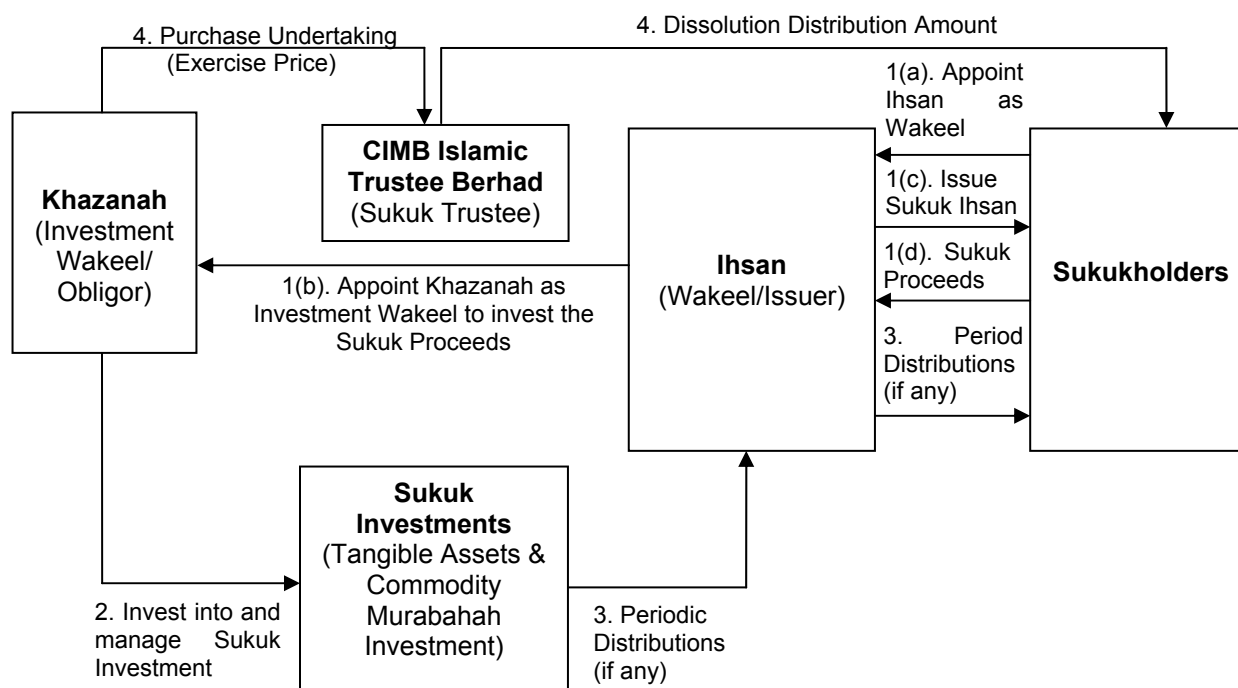 4. Purchase Undertaking
(Exercise Price)
4. Dissolution Distribution Amount
Khazanah
(Investment
Wakeel/
Obligor)
CIMB Islamic
Trustee Berhad
(Sukuk Trustee)
1(b). Appoint Khazanah as
Investment Wakeel to invest the
Sukuk Proceeds
Ihsan
(Wakeel/Issuer)
1(a). Appoint
Ihsan as
Wakeel
1(c). Issue
Sukuk Ihsan
1(d). Sukuk
Proceeds
3. Period
Distributions
(if any)
Sukukholders
2. Invest into and
manage Sukuk
Investment
Sukuk
Investments
(Tangible Assets &
Commodity
Murabahah
Investment)
3. Periodic
Distributions
(if any)